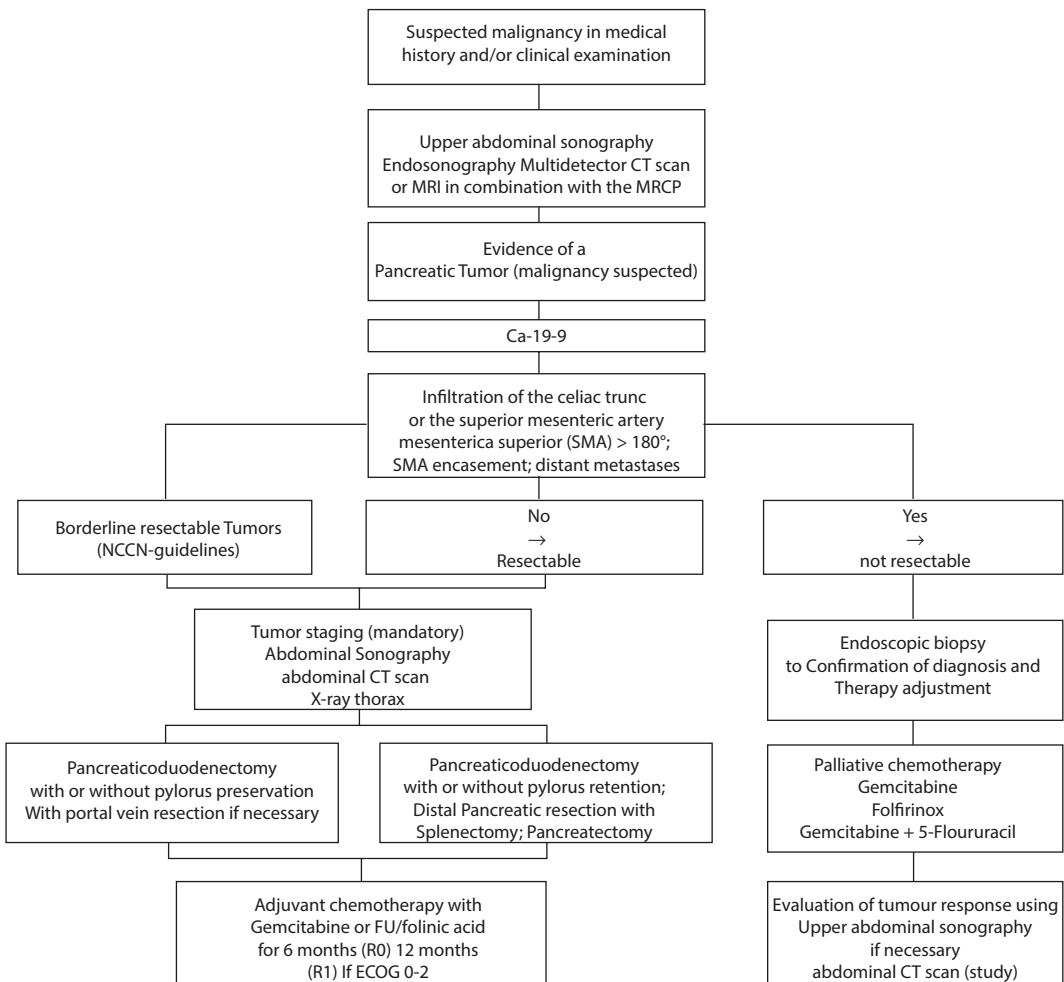 Suspected malignancy in medical
history and/or clinical examination
Upper abdominal sonography
Endosonography Multidetector CT scan
or MRI in combination with the MRCP
Evidence of a
Pancreatic Tumor (malignancy suspected)
Ca-19-9
Infiltration of the celiac trunc
or the superior mesenteric artery
mesenterica superior (SMA) > 180°;
SMA encasement; distant metastases
Borderline resectable Tumors
(NCCN-guidelines)
No
→
Resectable
Yes
→
not resectable
Tumor staging (mandatory)
Abdominal Sonography
abdominal CT scan
X-ray thorax
Endoscopic biopsy
to Confirmation of diagnosis and
Therapy adjustment
Pancreaticoduodenectomy
with or without pylorus preservation
With portal vein resection if necessary
Pancreaticoduodenectomy
with or without pylorus retention;
Distal Pancreatic resection with
Splenectomy; Pancreatectomy
Palliative chemotherapy
Gemcitabine
Folfirinox
Gemcitabine + 5-Floururacil
Adjuvant chemotherapy with
Gemcitabine or FU/folinic acid
for 6 months (R0) 12 months
(R1) If ECOG 0-2
Evaluation of tumour response using
Upper abdominal sonography
if necessary
abdominal CT scan (study)